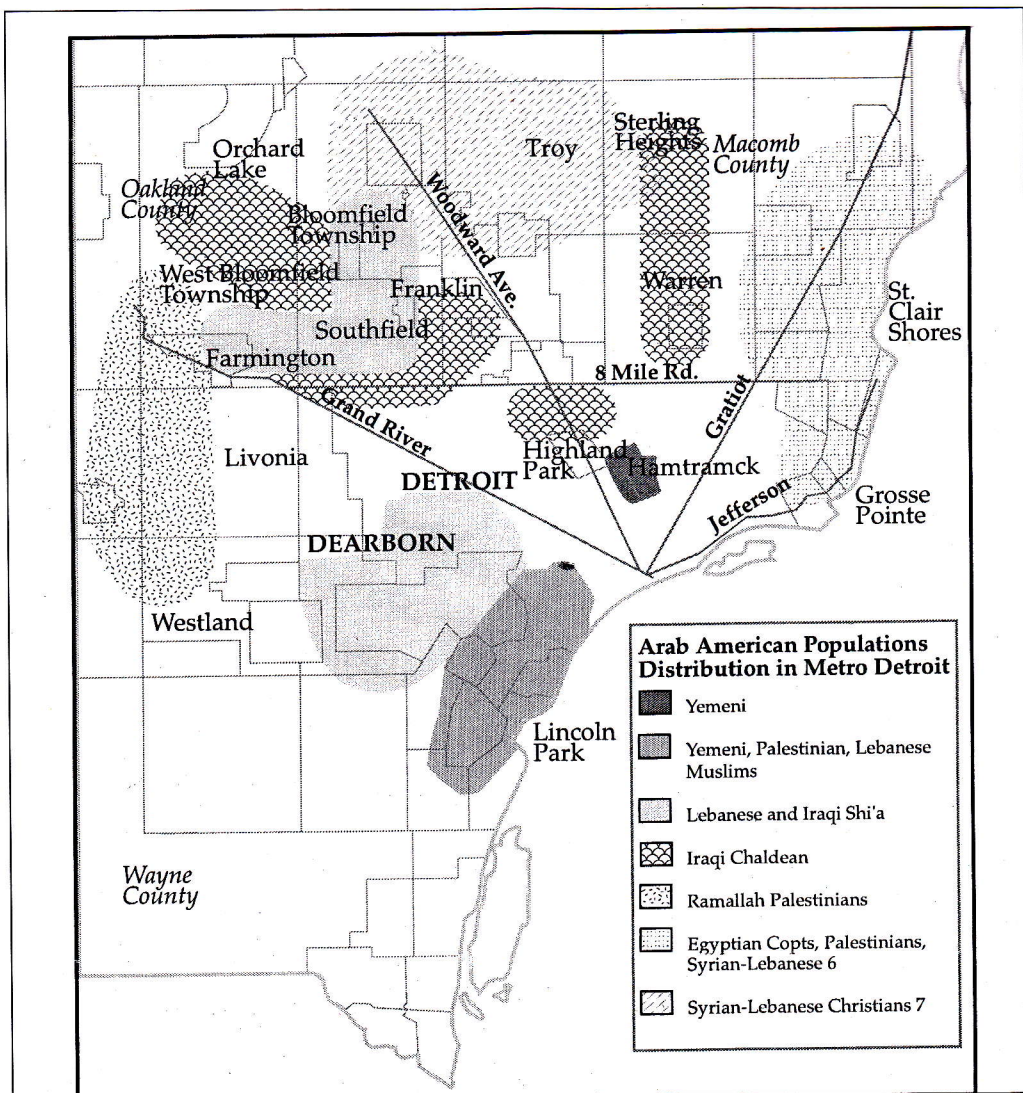 Orchard
Lake
Oakland
County
Bloomfield
Township
West Bloomfield
Township
Troy
Sterling
Heights
Macomb
County
Woodward Ave.
Franklin
Southfield
Farmington
Warren
St.
Clair
Shores
8 Mile Rd.
Grand River
Gratiot
Livonia
Highland
Park
Hamtramck
DETROIT
Jefferson
Grosse
Pointe
DEARBORN
Westland
Lincoln
Park
Wayne
County
Arab American Populations
Distribution in Metro Detroit
Yemeni
Yemeni, Palestinian, Lebanese
Muslims
Lebanese and Iraqi Shi'a
Iraqi Chaldean
Ramallah Palestinians
Egyptian Copts, Palestinians,
Syrian-Lebanese 6
Syrian-Lebanese Christians 7